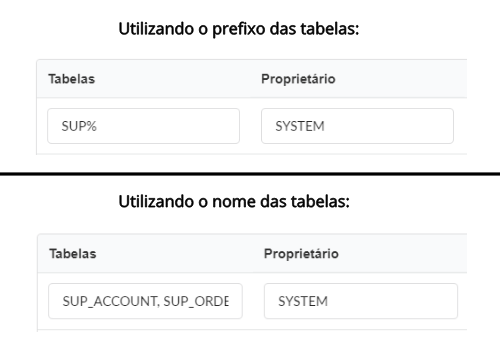 Utilizando o prefixo das tabelas:
Tabelas Proprietário
SUP% SYSTEM
Utilizando o nome das tabelas:
Tabelas Proprietário
SUP_ACCOUNT, SUP_ORDE SYSTEM